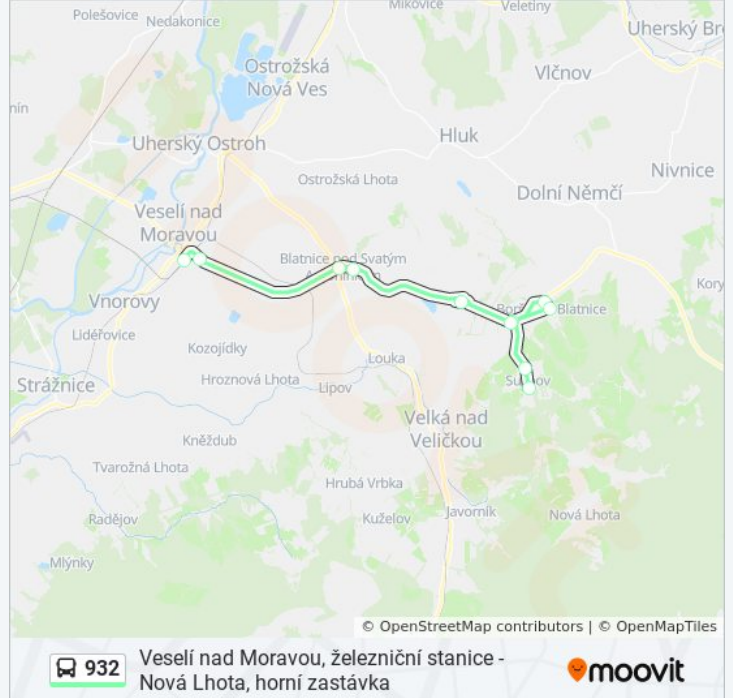 Polešovice
Nedakonice
Míkovice
Veletiny
Uherský Br
Ostrožská
Nová Ves
Vlčnov
nín
Hluk
Uherský Ostroh
Ostrožská Lhota
Nivnice
Dolní Němčí
Veselí nad
Moravou
Blatnice pod Svatým
Kory
Vnorovy
Blatnice
Lidéřovice
Kozojídky
Louka
Strážnice
Hroznová Lhota
Lipov
Velká nad
Veličkou
Kněždub
Tvarožná Lhota
Hrubá Vrbka
Radějov
Kuželov
Javorník
Nová Lhota
Mlýnky
© OpenStreetMap contributors | © OpenMapTiles
932
Veselí nad Moravou, železniční stanice -
Nová Lhota, horní zastávka
moovit